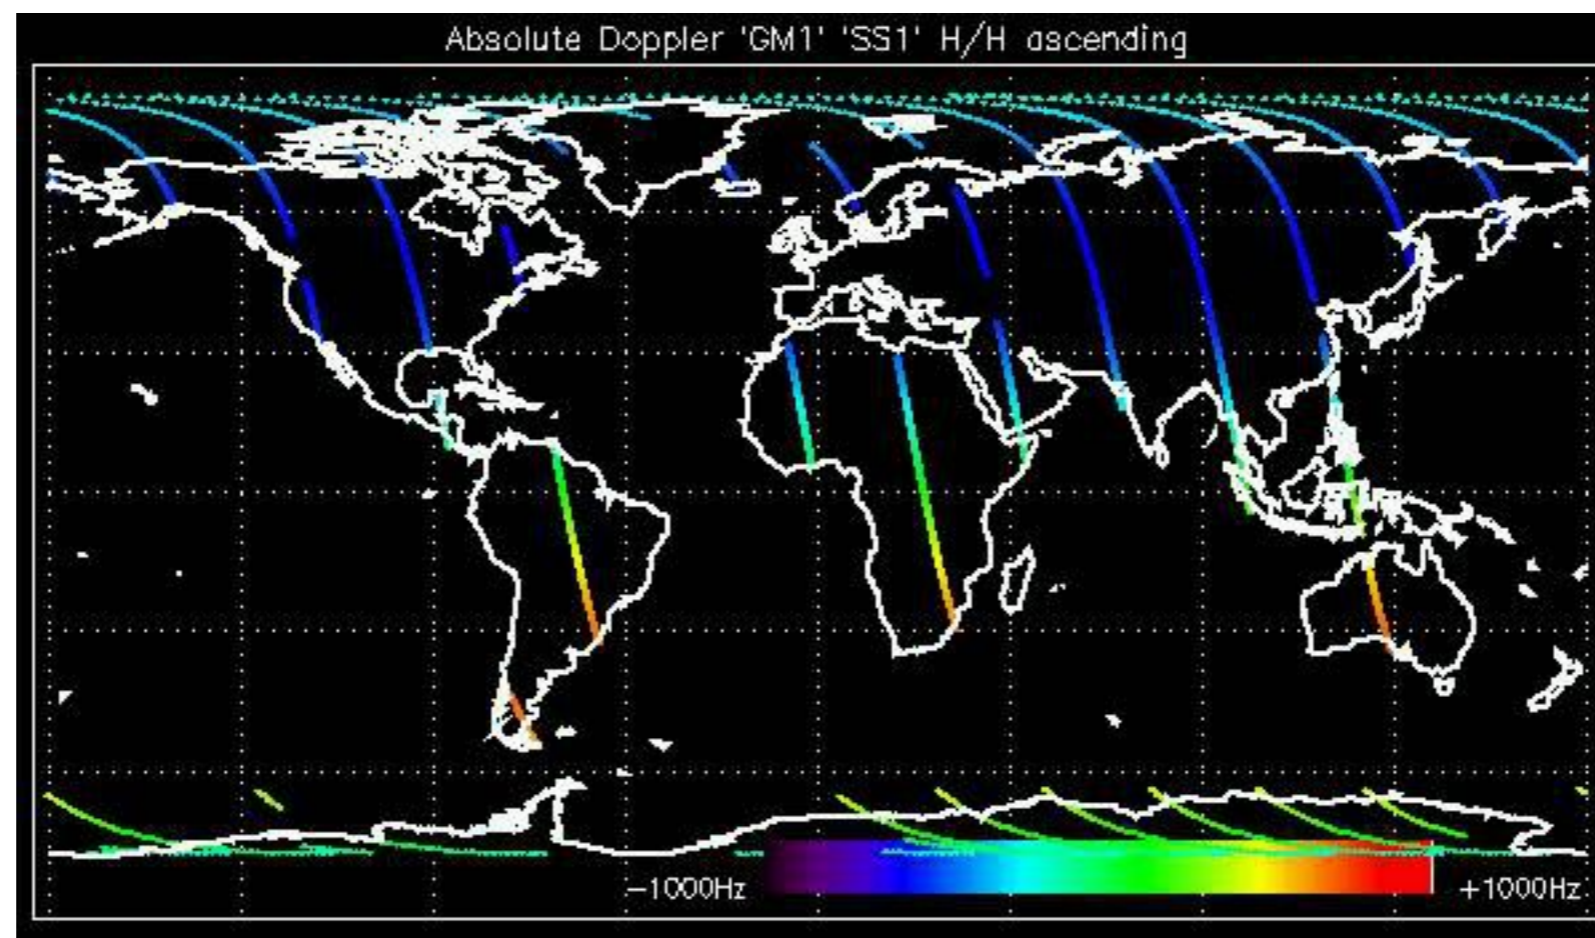 Absolute Doppler 'GM1' 'SS1' H/H ascending
-1000Hz
+1000Hz